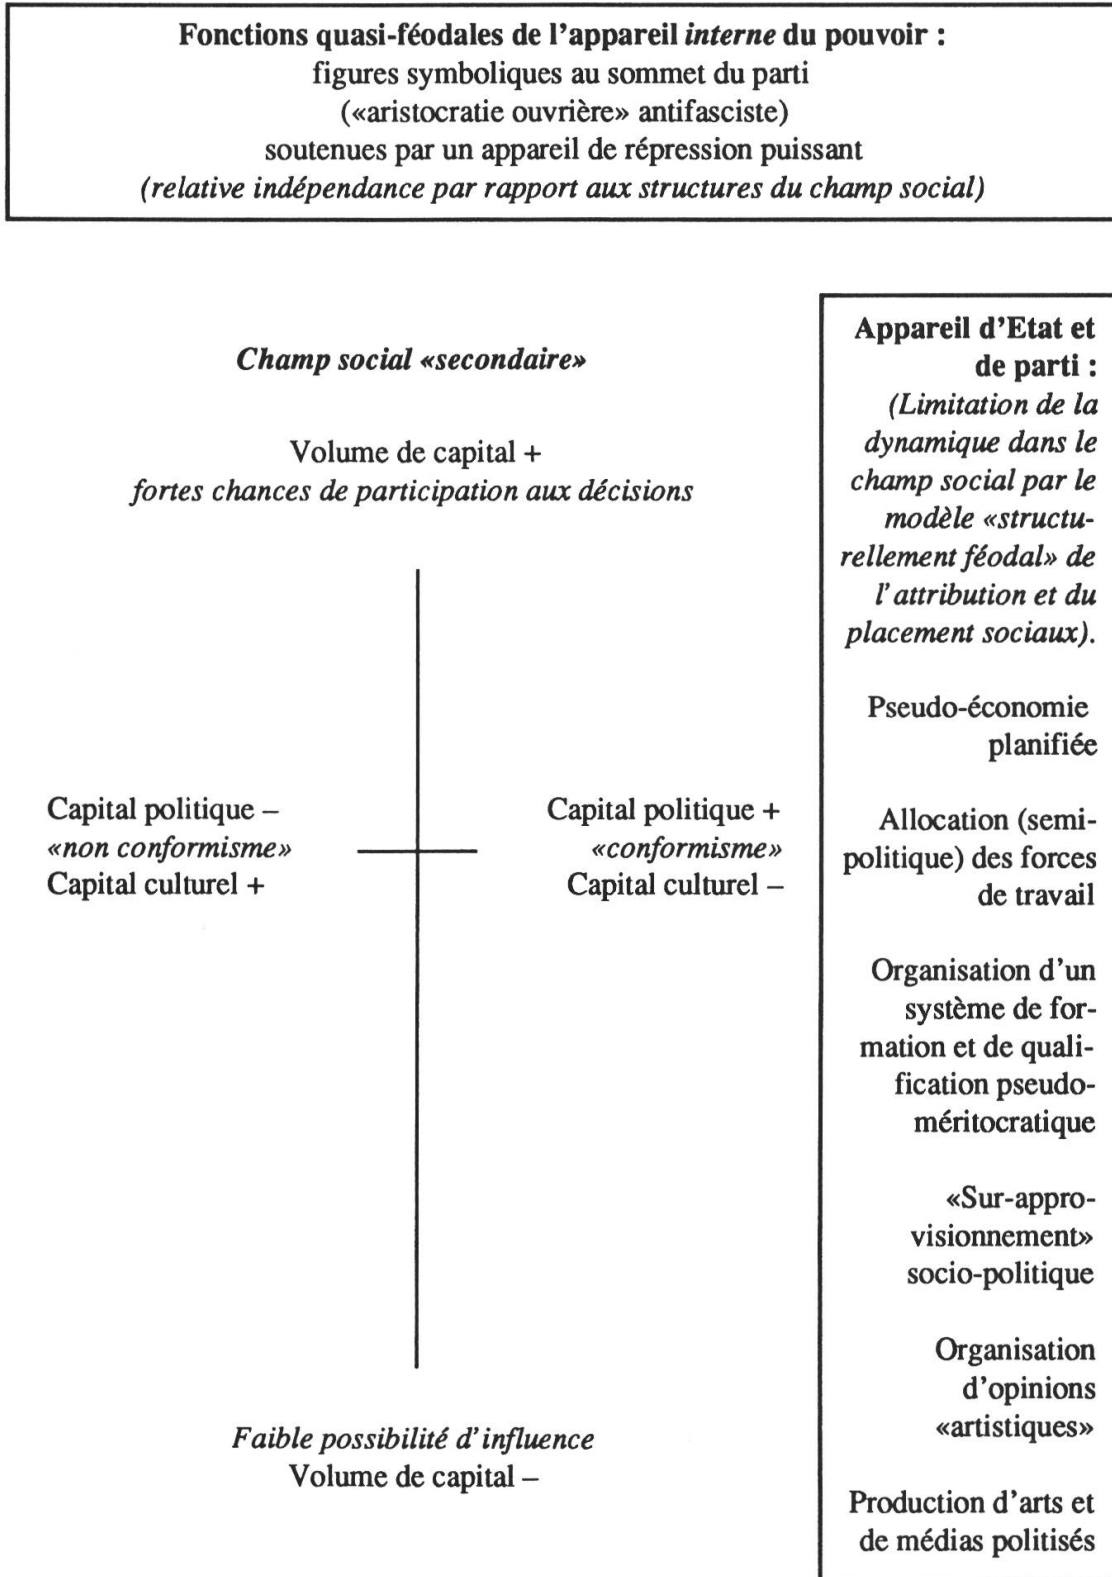 Fonctions quasi-féodales de l'appareil interne du pouvoir :
figures symboliques au sommet du parti
(«aristocratie ouvrière» antifasciste)
soutenues par un appareil de répression puissant
(relative indépendance par rapport aux structures du champ social)
Champ social «secondaire»
Volume de capital +
fortes chances de participation aux décisions
Capital politique –
«non conformisme»
Capital culturel +
Capital politique +
«conformisme»
Capital culturel –
Faible possibilité d'influence
Volume de capital –
Appareil d'Etat et
de parti :
(Limitation de la
dynamique dans le
champ social par le
modèle «structu-
rellement féodal» de
l'attribution et du
placement sociaux).
Pseudo-économie
planifiée
Allocation (semi-
politique) des forces
de travail
Organisation d'un
système de for-
mation et de quali-
fication pseudo-
méritocratique
«Sur-appro-
visionnement»
socio-politique
Organisation
d'opinions
«artistiques»
Production d'arts et
de médias politisés